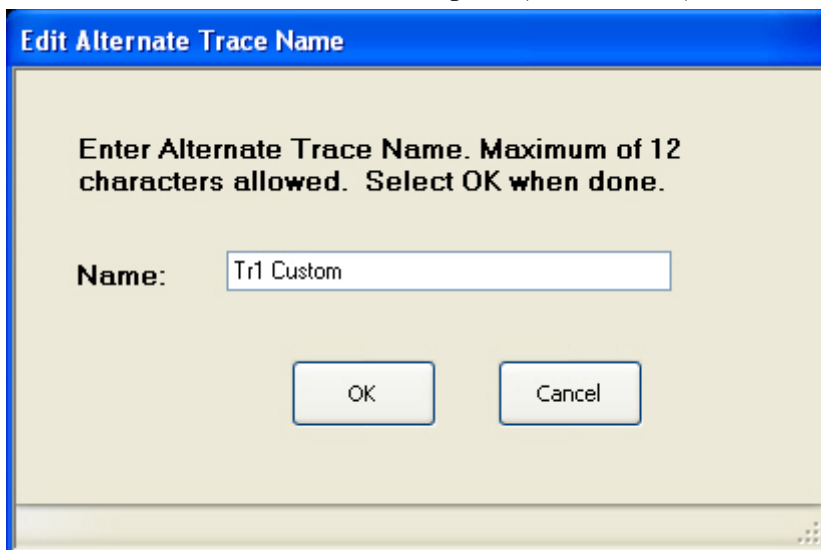 Edit Alternate Trace Name
Enter Alternate Trace Name. Maximum of 12
characters allowed.  Select OK when done.
Name: Tr1 Custom
OK Cancel